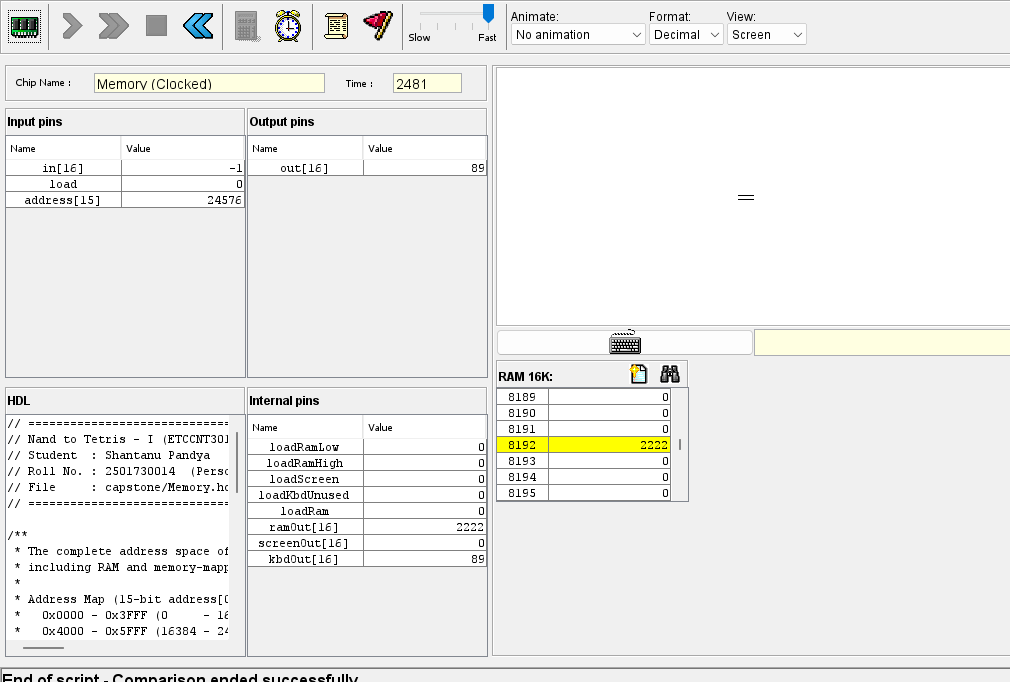 Slow Fast
Animate: Format: View:
No animation Decimal Screen
Chip Name : Memory (Clocked) Time : 2481
Input pins
Name Value
in[16] -1
load 0
address[15] 24576
Output pins
Name Value
out[16] 89
HDL
// ==============================
// Nand to Tetris - I (ETCCNT301
// Student : Shantanu Pandya
// Roll No. : 2501730014 (Perso
// File : capstone/Memory.hd
// ==============================
/**
* The complete address space of
* including RAM and memory-mapp
*
* Address Map (15-bit address[0
* 0x0000 - 0x3FFF (0 - 16
* 0x4000 - 0x5FFF (16384 - 24
Internal pins
Name Value
loadRamLow 0
loadRamHigh 0
loadScreen 0
loadKbdUnused 0
loadRam 0
ramOut[16] 2222
screenOut[16] 0
kbdOut[16] 89
RAM 16K:
8189 0
8190 0
8191 0
8192 2222
8193 0
8194 0
8195 0
End of script - Comparison ended successfully